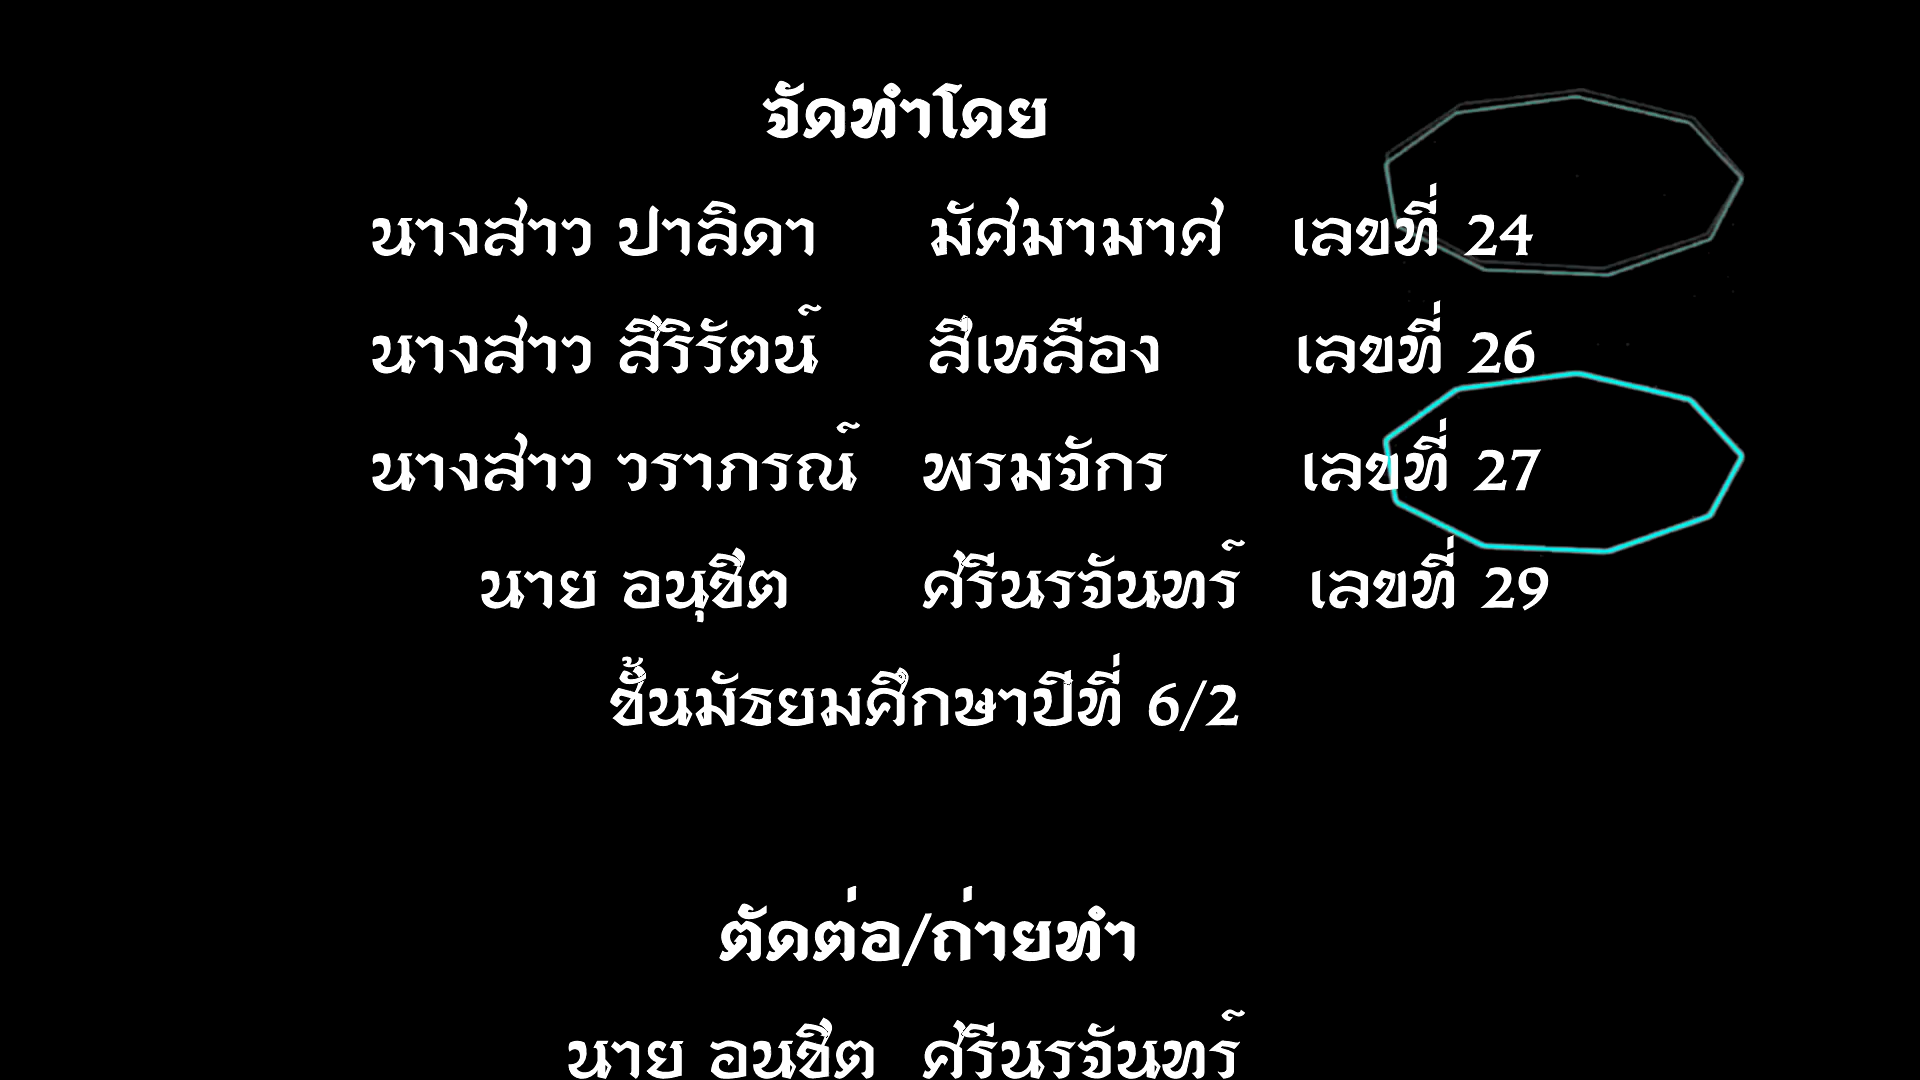 จัดทำโดย
นางสาว ปาลิดา มัศมามาศ เลขที่ 24
นางสาว สิริรัตน์ สีเหลือง เลขที่ 26
นางสาว วราภรณ์ พรมจักร เลขที่ 27
นาย อนุชิต ศรีนรจันทร์ เลขที่ 29
ชั้นมัธยมศึกษาปีที่ 6/2
ตัดต่อ/ถ่ายทำ
นาย อนุชิต ศรีนรจันทร์